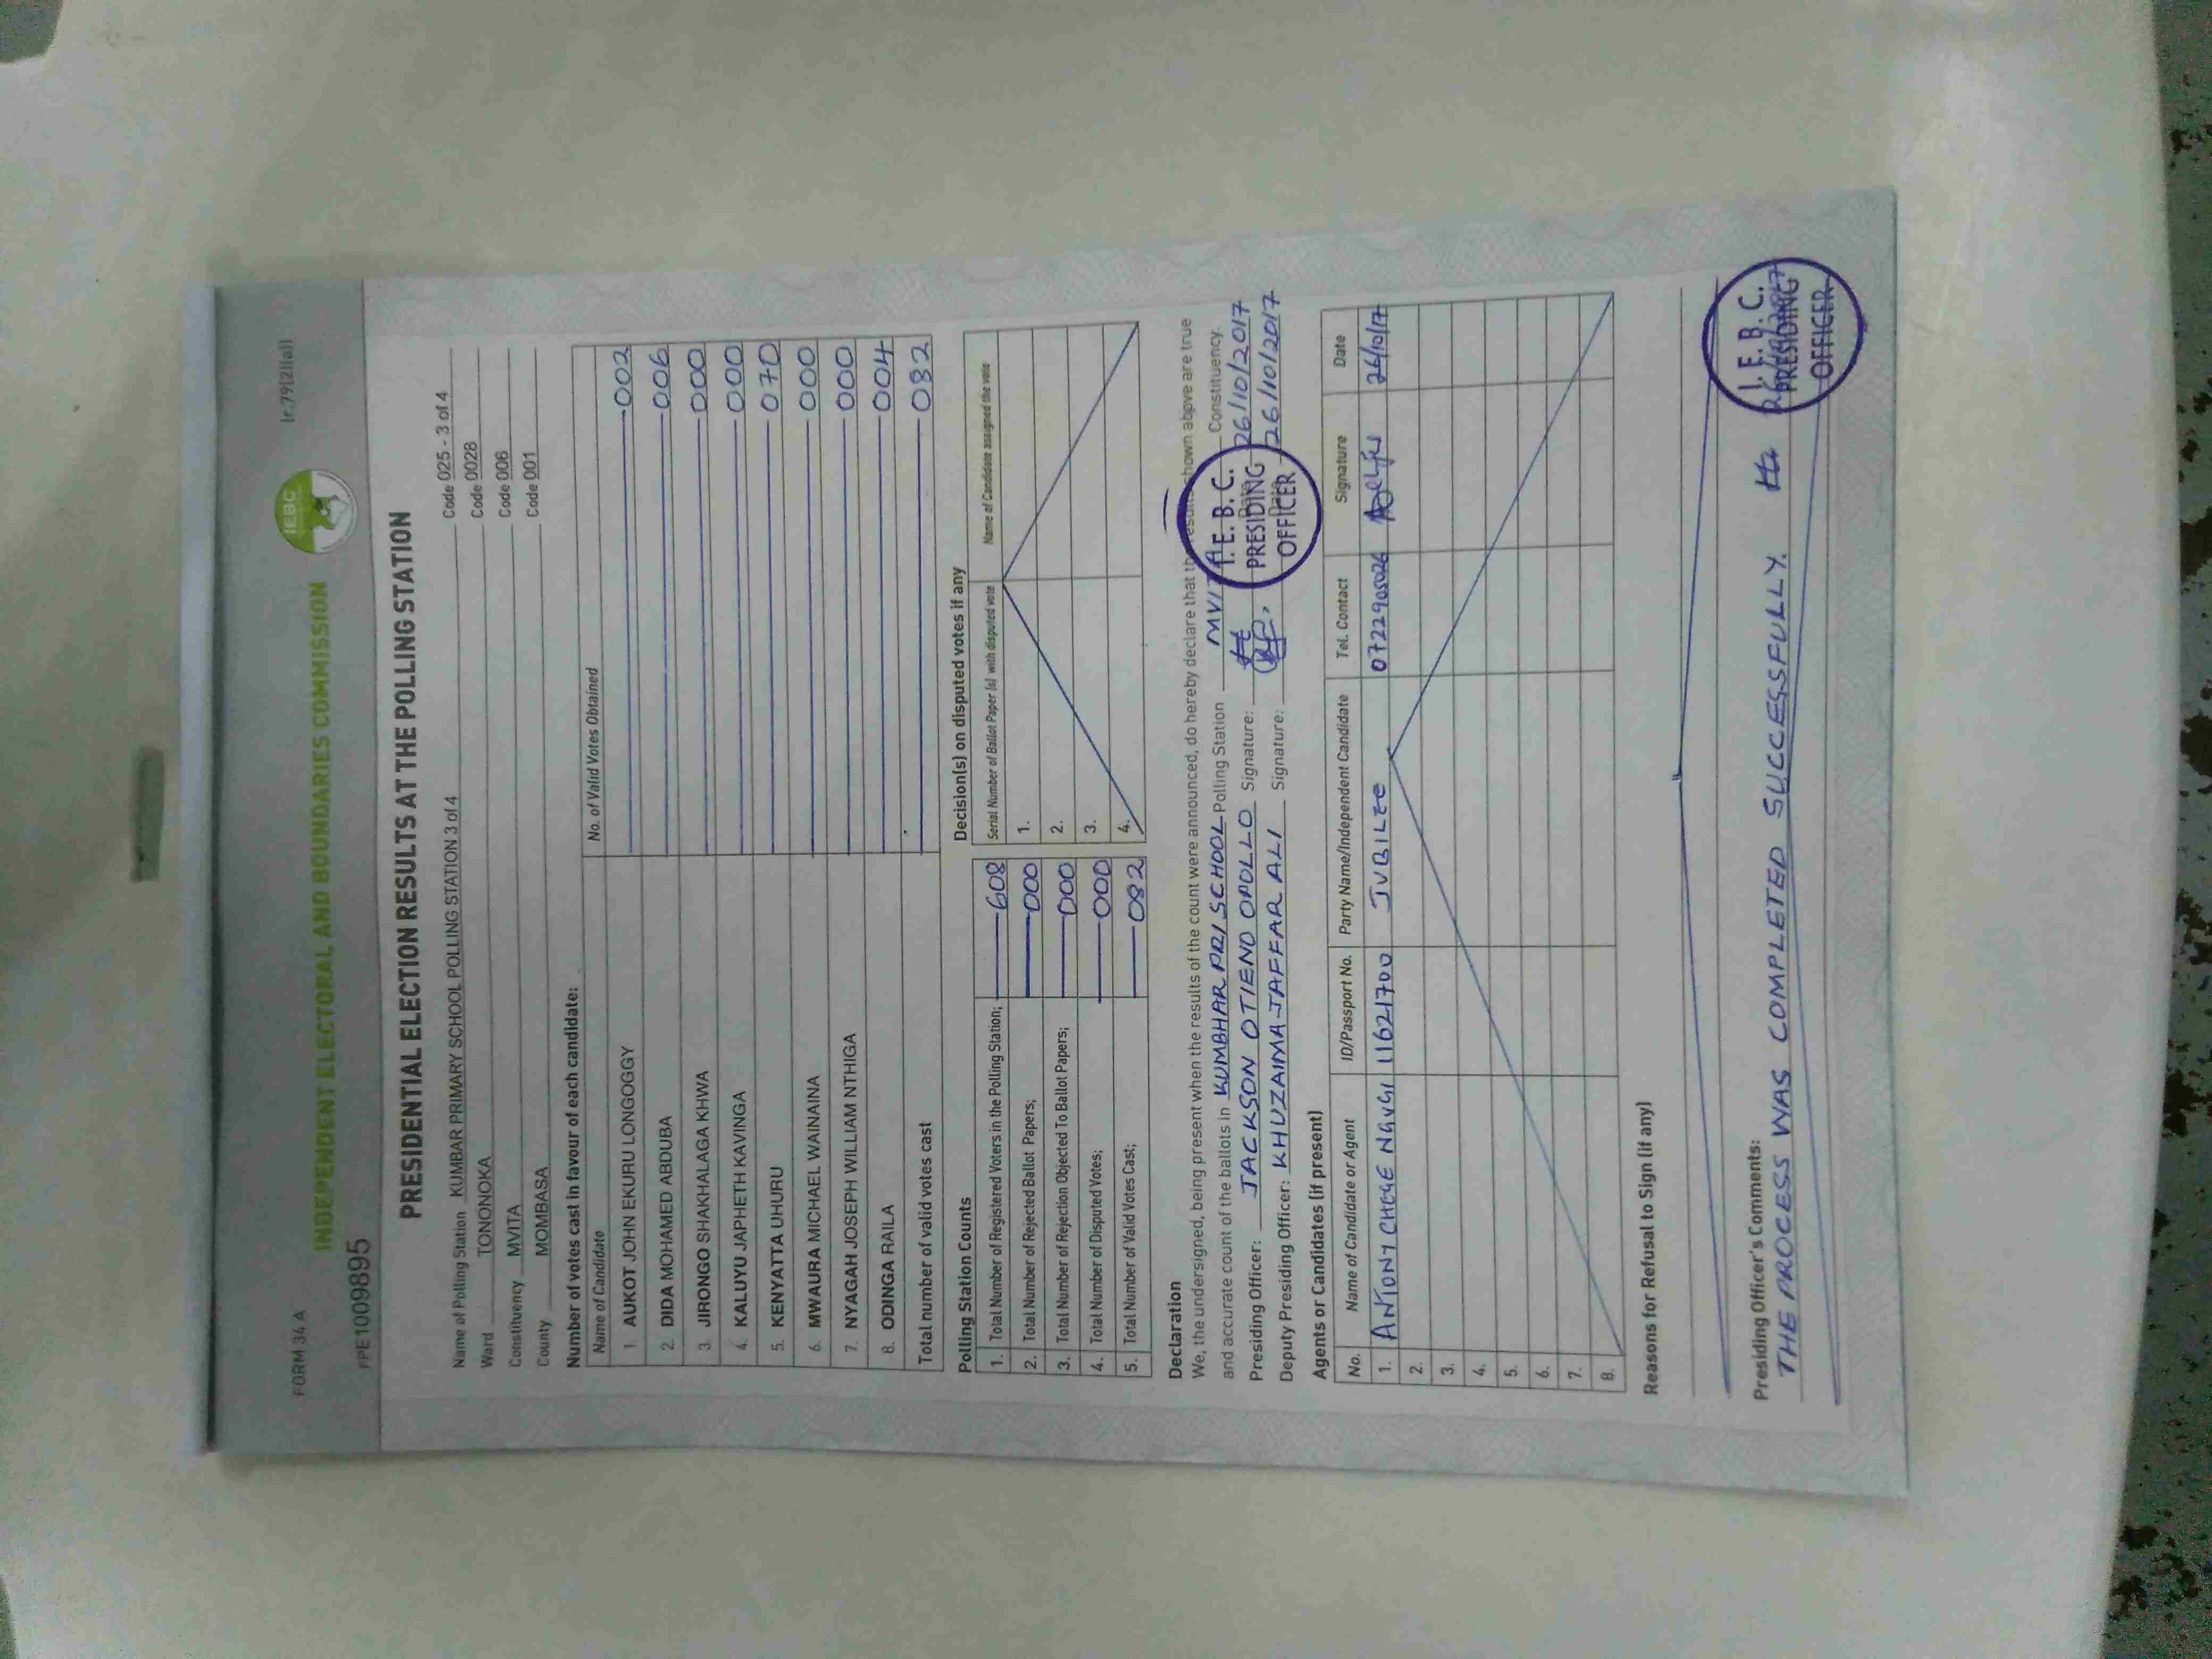 FORM 34 A
Ir.79(2)(a)
INDEPENDENT ELECTORAL AND BOUNDARIES COMMISSION
IEBC
FPE1009895
PRESIDENTIAL ELECTION RESULTS AT THE POLLING STATION
Name of Polling Station KUMBAR PRIMARY SCHOOL POLLING STATION 3 of 4 Code 025 - 3 of 4
Ward TONONOKA Code 0028
Constituency MVITA Code 006
County MOMBASA Code 001
Number of votes cast in favour of each candidate:
Name of Candidate No. of Valid Votes Obtained
1. AUKOT JOHN EKURU LONGOGGY 002
2. DIDA MOHAMED ABDUBA 006
3. JIRONGO SHAKHALAGA KHWA 000
4. KALUYU JAPHETH KAVINGA 000
5. KENYATTA UHURU 070
6. MWAURA MICHAEL WAINAINA 000
7. NYAGAH JOSEPH WILLIAM NTHIGA 000
8. ODINGA RAILA 004
Total number of valid votes cast 082
Polling Station Counts
1. Total Number of Registered Voters in the Polling Station; 608
2. Total Number of Rejected Ballot Papers; 000
3. Total Number of Rejection Objected To Ballot Papers; 000
4. Total Number of Disputed Votes; 000
5. Total Number of Valid Votes Cast; 082
Decision(s) on disputed votes if any
Serial Number of Ballot Paper (s) with disputed vote Name of Candidate assigned the vote
1.
2.
3.
4.
Declaration
We, the undersigned, being present when the results of the count were announced, do hereby declare that the results shown above are true
and accurate count of the ballots in KUMBHAR PRI SCHOOL Polling Station MVITA Constituency.
Presiding Officer: JACKSON OTIENO OPOLLO Signature: Date 26/10/2017
Deputy Presiding Officer: KHUZAIMA JAFFAR ALI Signature: Date 26/10/2017
I. E. B. C.
PRESIDING
OFFICER
Agents or Candidates (if present)
No. Name of Candidate or Agent ID/Passport No. Party Name/Independent Candidate Tel. Contact Signature Date
1. ANTONY CHEGE NGUGI 11621700 JUBILEE 0722905026 26/10/17
2.
3.
4.
5.
6.
7.
8.
Reasons for Refusal to Sign (if any)
Presiding Officer's Comments:
THE PROCESS WAS COMPLETED SUCCESSFULLY.
I. E. B. C.
PRESIDING
OFFICER